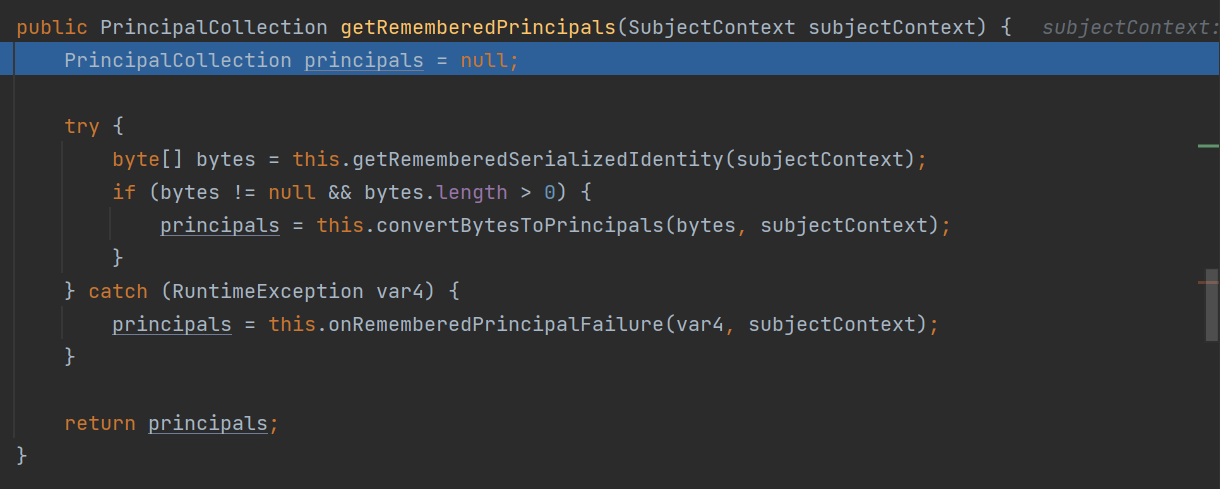 public PrincipalCollection getRememberedPrincipals(SubjectContext subjectContext) {   subjectContext:
    PrincipalCollection principals = null;
    try {
        byte[] bytes = this.getRememberedSerializedIdentity(subjectContext);
        if (bytes != null && bytes.length > 0) {
            principals = this.convertBytesToPrincipals(bytes, subjectContext);
        }
    } catch (RuntimeException var4) {
        principals = this.onRememberedPrincipalFailure(var4, subjectContext);
    }
    return principals;
}